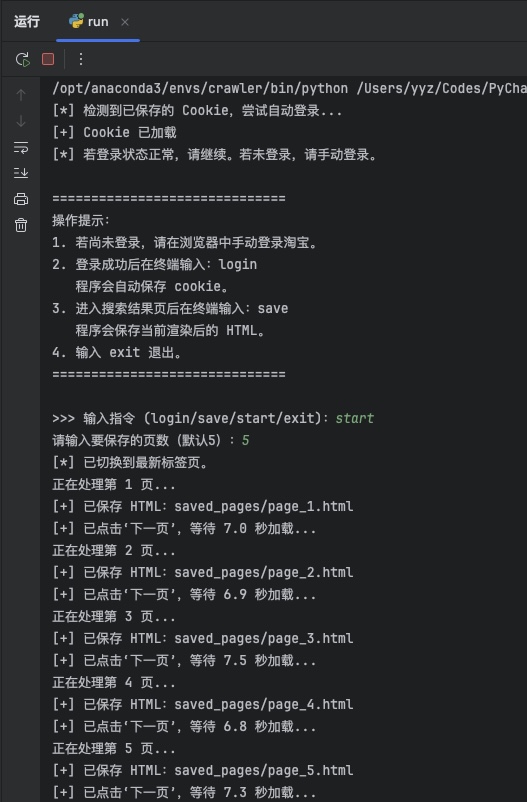 运行 run
/opt/anaconda3/envs/crawler/bin/python /Users/yyz/Codes/PyCha
[*] 检测到已保存的 Cookie，尝试自动登录...
[+] Cookie 已加载
[*] 若登录状态正常，请继续。若未登录，请手动登录。
==============================
操作提示：
1. 若尚未登录，请在浏览器中手动登录淘宝。
2. 登录成功后在终端输入：login
程序会自动保存 cookie。
3. 进入搜索结果页后在终端输入：save
程序会保存当前渲染后的 HTML。
4. 输入 exit 退出。
==============================
>>> 输入指令 (login/save/start/exit)：start
请输入要保存的页数（默认5）：5
[*] 已切换到最新标签页。
正在处理第 1 页...
[+] 已保存 HTML：saved_pages/page_1.html
[+] 已点击‘下一页’，等待 7.0 秒加载...
正在处理第 2 页...
[+] 已保存 HTML：saved_pages/page_2.html
[+] 已点击‘下一页’，等待 6.9 秒加载...
正在处理第 3 页...
[+] 已保存 HTML：saved_pages/page_3.html
[+] 已点击‘下一页’，等待 7.5 秒加载...
正在处理第 4 页...
[+] 已保存 HTML：saved_pages/page_4.html
[+] 已点击‘下一页’，等待 6.8 秒加载...
正在处理第 5 页...
[+] 已保存 HTML：saved_pages/page_5.html
[+] 已点击‘下一页’，等待 7.3 秒加载...